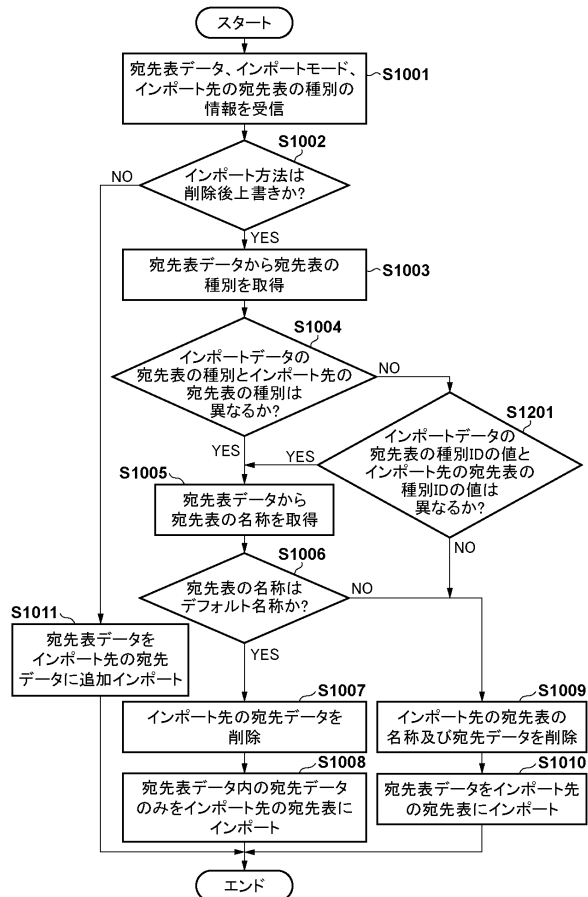 スタート
宛先表データ、インポートモード、
インポート先の宛先表の種別の
情報を受信
S1001
S1002
インポート方法は
削除後上書きか?
NO
YES
宛先表データから宛先表の
種別を取得
S1003
S1004
インポートデータの
宛先表の種別とインポート先の
宛先表の種別は
異なるか?
NO
YES
S1201
インポートデータの
宛先表の種別IDの値と
インポート先の宛先表の
種別IDの値は
異なるか?
YES
NO
S1005
宛先表データから
宛先表の名称を取得
S1006
宛先表の名称は
デフォルト名称か?
NO
YES
S1011
宛先表データを
インポート先の宛先
データに追加インポート
S1007
インポート先の宛先データを
削除
S1009
インポート先の宛先表の
名称及び宛先データを削除
S1008
宛先表データ内の宛先データ
のみをインポート先の宛先表に
インポート
S1010
宛先表データをインポート先
の宛先表にインポート
エンド